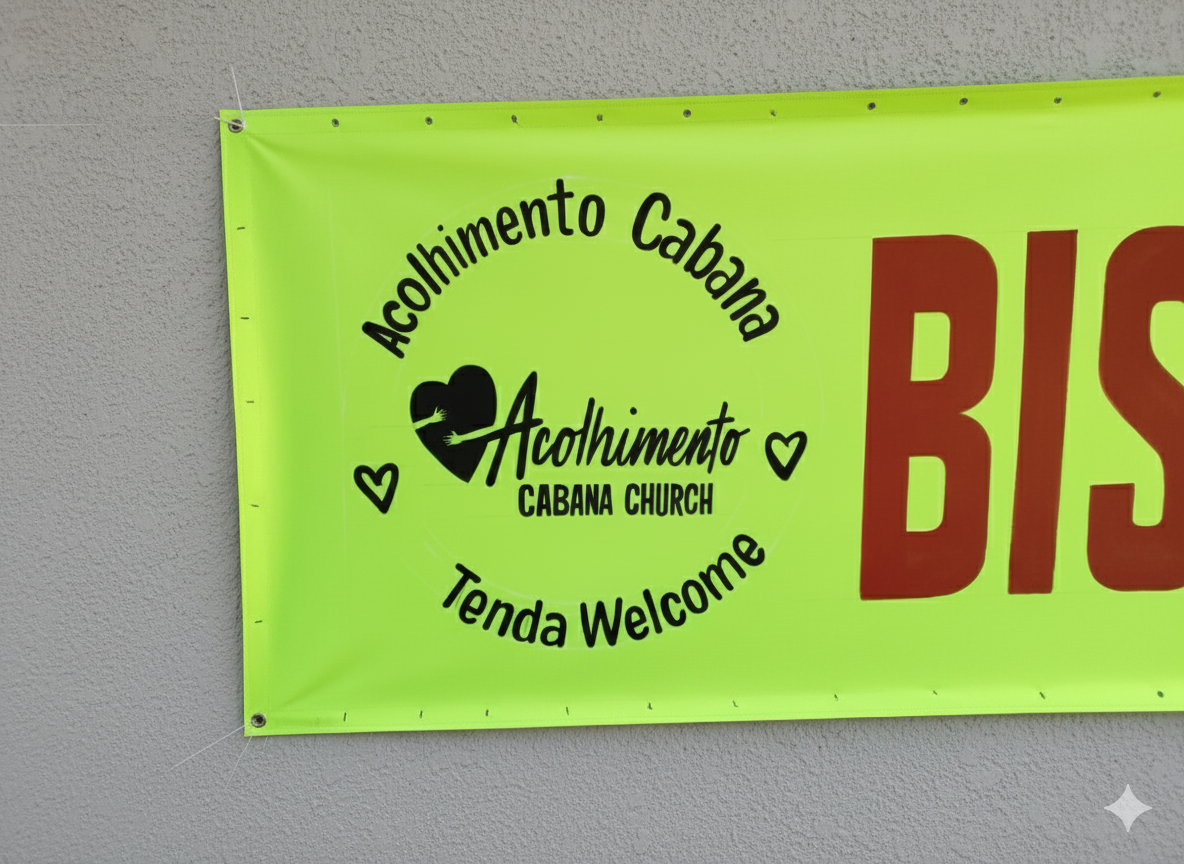 Acolhimento Cabana
Acolhimento
CABANA CHURCH
Tenda Welcome
BIS